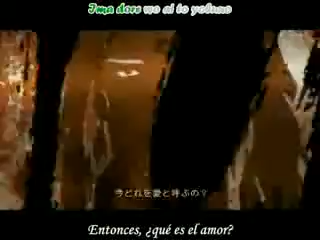 Ima dore wo ai to yobuno
今どれを愛と呼ぶの？
Entonces, ¿qué es el amor?